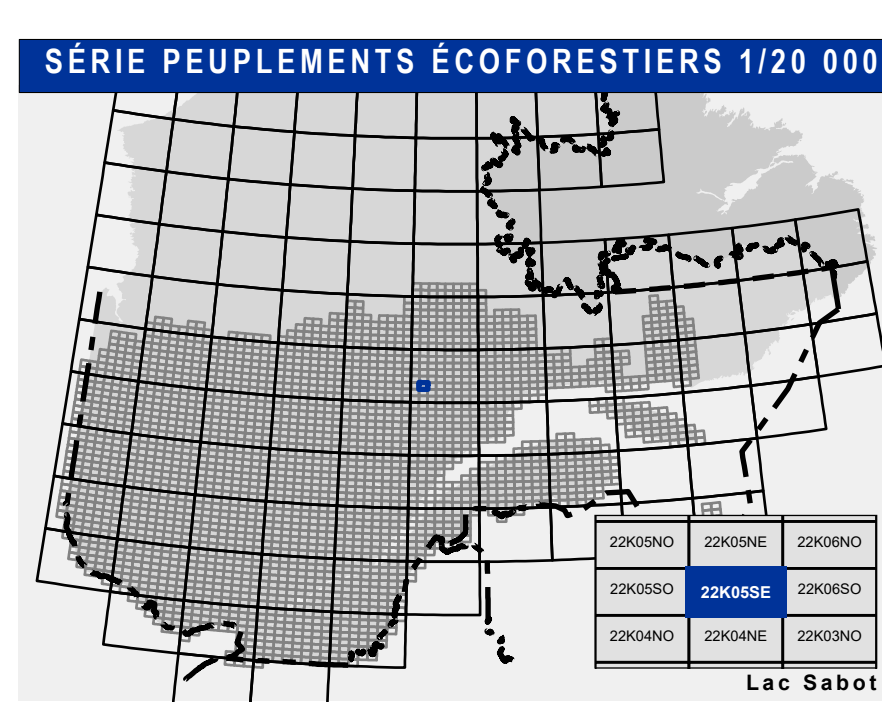 SÉRIE PEUPLEMENTS ÉCOFORESTIERS 1/20 000
22K05NO 22K05NE 22K06NO
22K05SO 22K05SE 22K06SO
22K04NO 22K04NE 22K03NO
Lac Sabot